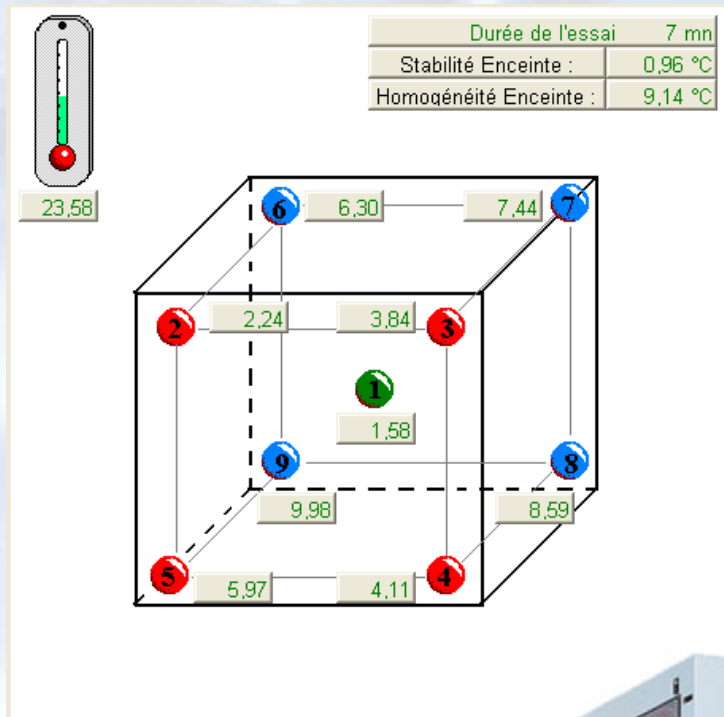 Durée de l'essai 7 mn
Stabilité Enceinte : 0,96 °C
Homogénéité Enceinte : 9,14 °C
23,58
6 6,30 7,44 7
2 2,24 3,84 3
1
1,58
9 8
9,98 8,59
5 5,97 4,11 4